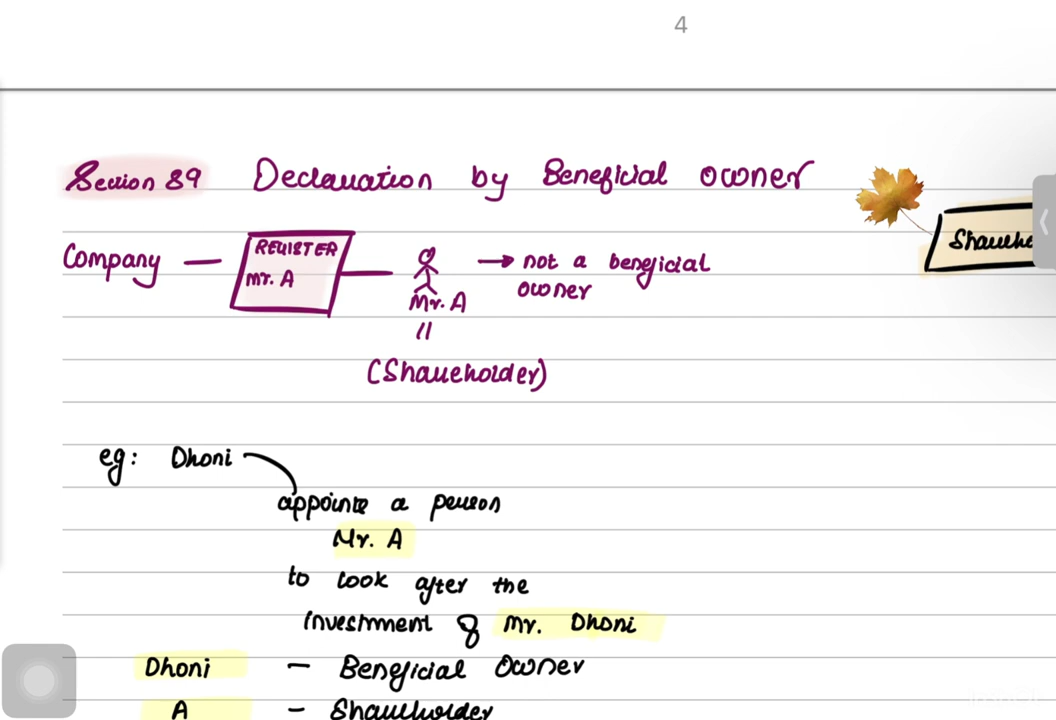 4
Section 89 Declaration by Beneficial owner
Company — REGISTER → not a beneficial
Mr. A owner
Mr. A
(Shareholder)
eg: Dhoni
appoints a person
Mr. A
to look after the
investment of Mr. Dhoni
Dhoni — Beneficial Owner
A — Shareholder